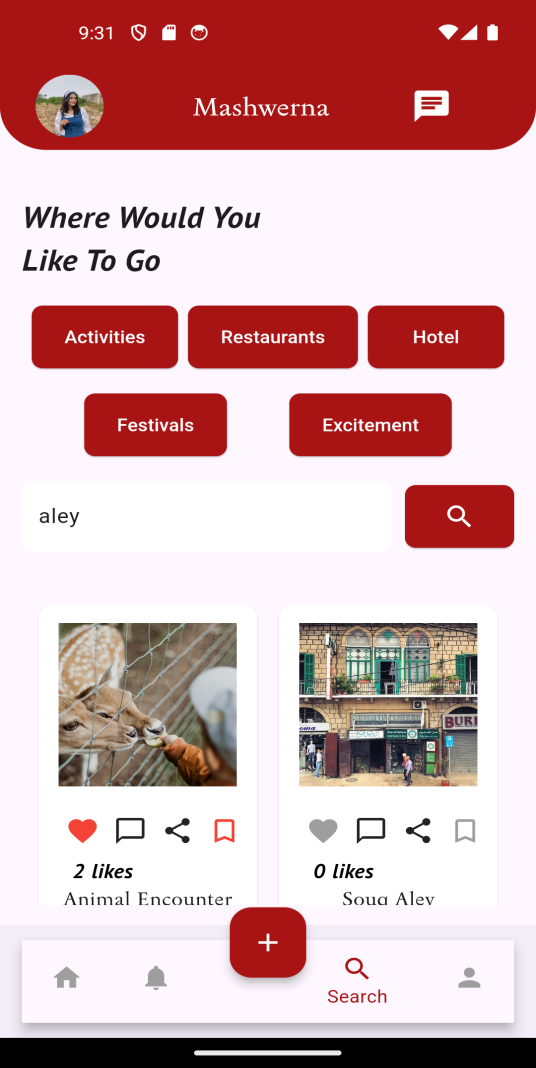 9:31
Mashwerna
Where Would You
Like To Go
Activities Restaurants Hotel
Festivals Excitement
aley
BURI
2 likes 0 likes
Animal Encounter Souq Aley
+
Search